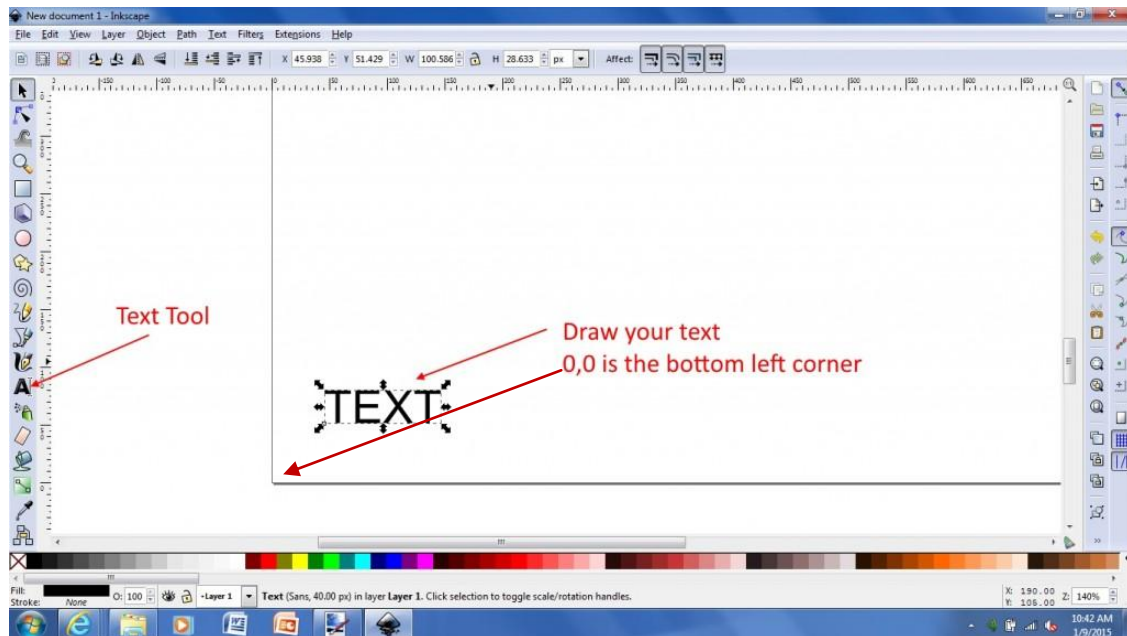 New document 1 - Inkscape
File Edit View Layer Object Path Text Filters Extensions Help
X 45.938 Y 51.429 W 100.586 H 28.633 px Affect:
Text Tool
Draw your text
0,0 is the bottom left corner
TEXT
Fill:
Stroke: None
O: 100
-Layer 1
Text (Sans, 40.00 px) in layer Layer 1. Click selection to toggle scale/rotation handles.
X: 190.00
Y: 106.00
Z: 140%
10:42 AM
1/9/2015